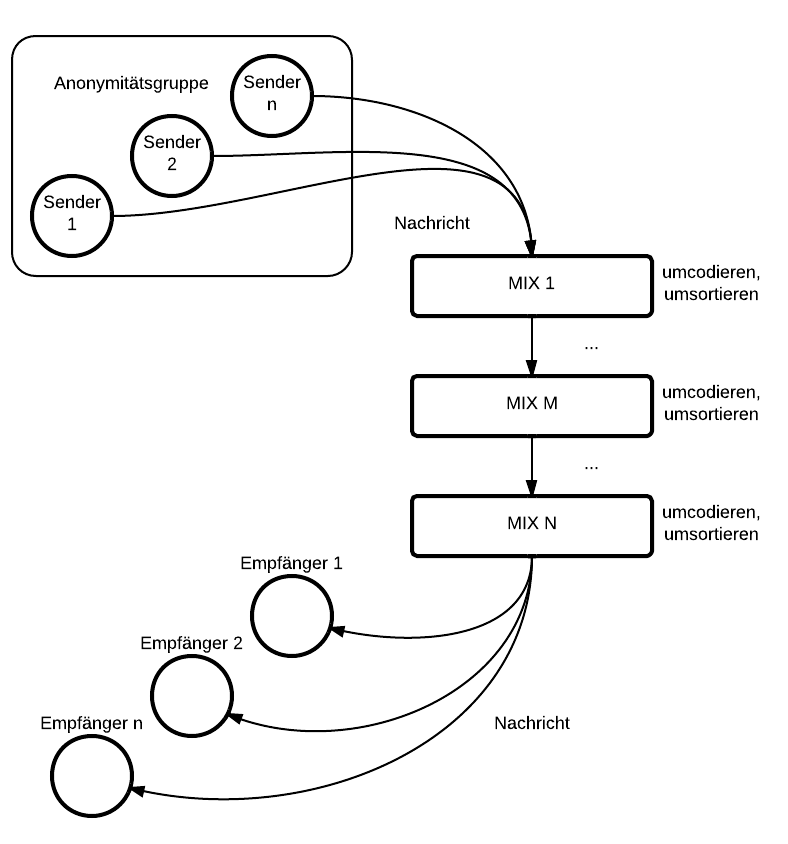 Anonymitätsgruppe
Sender
n
Sender
2
Sender
1
Nachricht
MIX 1
umcodieren,
umsortieren
...
MIX M
umcodieren,
umsortieren
...
MIX N
umcodieren,
umsortieren
Empfänger 1
Empfänger 2
Empfänger n
Nachricht